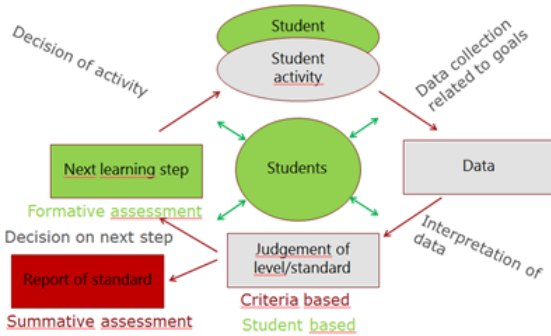 Student
Student
activity
Decision of activity
Data collection
related to goals
Next learning step
Students
Data
Formative assessment
Decision on next step
Judgement of
level/standard
Interpretation of
data
Report of standard
Criteria based
Summative assessment
Student based